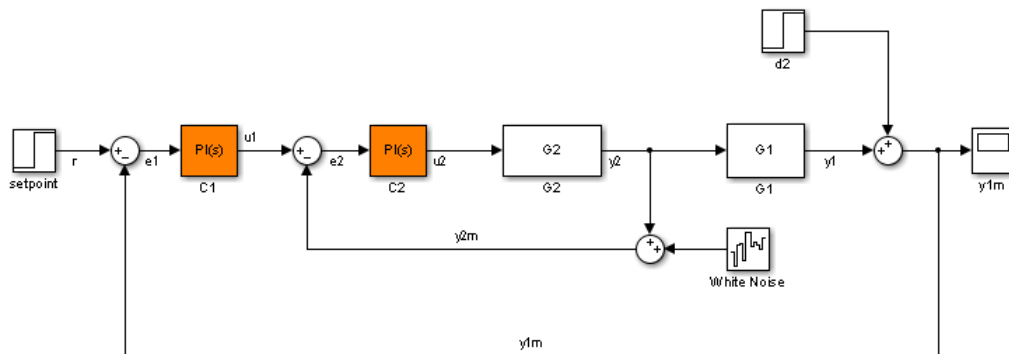 d2
r
setpoint
e1
PI(s)
C1
u1
e2
PI(s)
C2
u2
G2
G2
y2
G1
G1
y1
y1m
y2m
White Noise
y1m